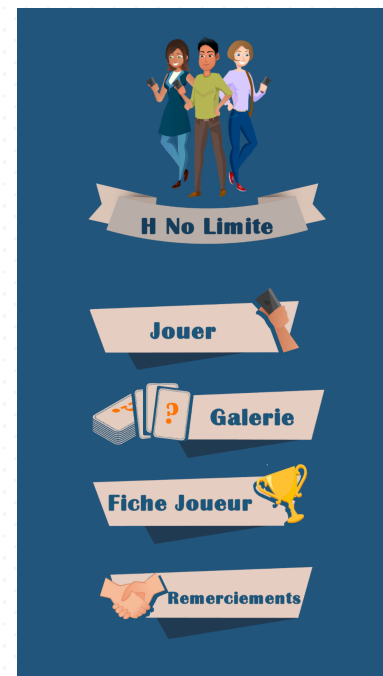 H No Limite
Jouer
?
?
Galerie
Fiche Joueur
Remerciements